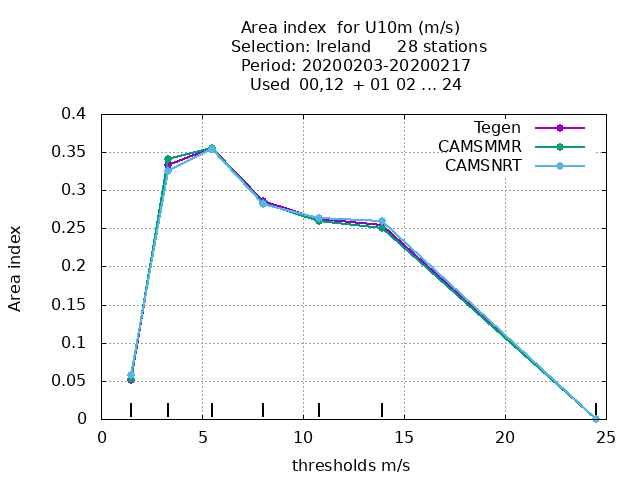 Area index  for U10m (m/s)
Selection: Ireland     28 stations
Period: 20200203-20200217
Used  00,12  + 01 02 ... 24
0.4
0.35
0.3
0.25
0.2
0.15
0.1
0.05
0
Area index
Tegen
CAMSMMR
CAMSNRT
0 5 10 15 20 25
thresholds m/s